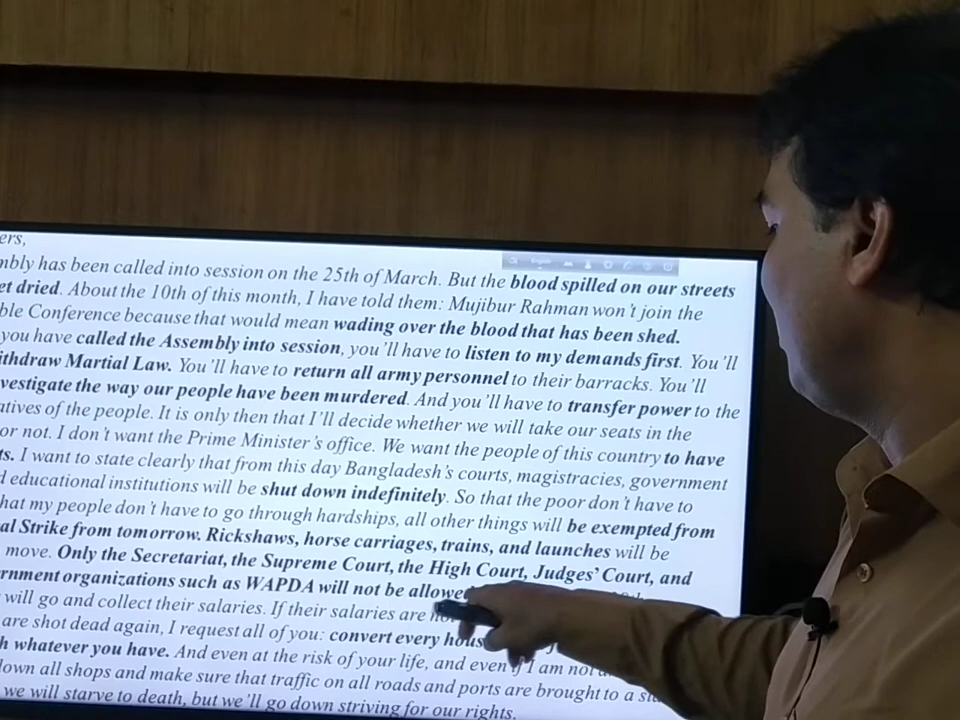 ers,
mbly has been called into session on the 25th of March. But the blood spilled on our streets
et dried. About the 10th of this month, I have told them: Mujibur Rahman won't join the
ble Conference because that would mean wading over the blood that has been shed.
you have called the Assembly into session, you'll have to listen to my demands first. You'll
ithdraw Martial Law. You'll have to return all army personnel to their barracks. You'll
vestigate the way our people have been murdered. And you'll have to transfer power to the
atives of the people. It is only then that I'll decide whether we will take our seats in the
or not. I don't want the Prime Minister's office. We want the people of this country to have
ts. I want to state clearly that from this day Bangladesh's courts, magistracies, government
d educational institutions will be shut down indefinitely. So that the poor don't have to
hat my people don't have to go through hardships, all other things will be exempted from
al Strike from tomorrow. Rickshaws, horse carriages, trains, and launches will be
move. Only the Secretariat, the Supreme Court, the High Court, Judges' Court, and
rnment organizations such as WAPDA will not be allowe
will go and collect their salaries. If their salaries are
are shot dead again, I request all of you: convert every hous
h whatever you have. And even at the risk of your life, and even if I am not
down all shops and make sure that traffic on all roads and ports are brought to a
we will starve to death, but we'll go down striving for our rights.